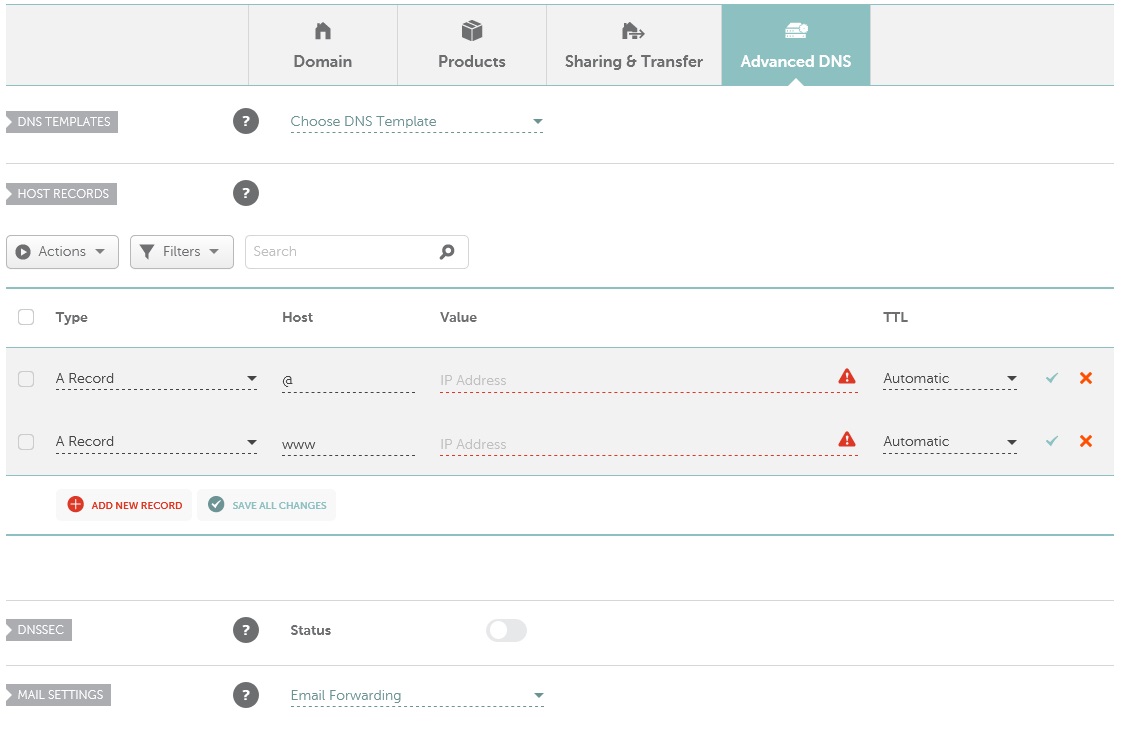 Domain
Products
Sharing & Transfer
Advanced DNS
DNS TEMPLATES ? Choose DNS Template
HOST RECORDS ?
Actions Filters Search
Type Host Value TTL
A Record @ IP Address Automatic
A Record www IP Address Automatic
ADD NEW RECORD SAVE ALL CHANGES
DNSSEC ? Status
MAIL SETTINGS ? Email Forwarding